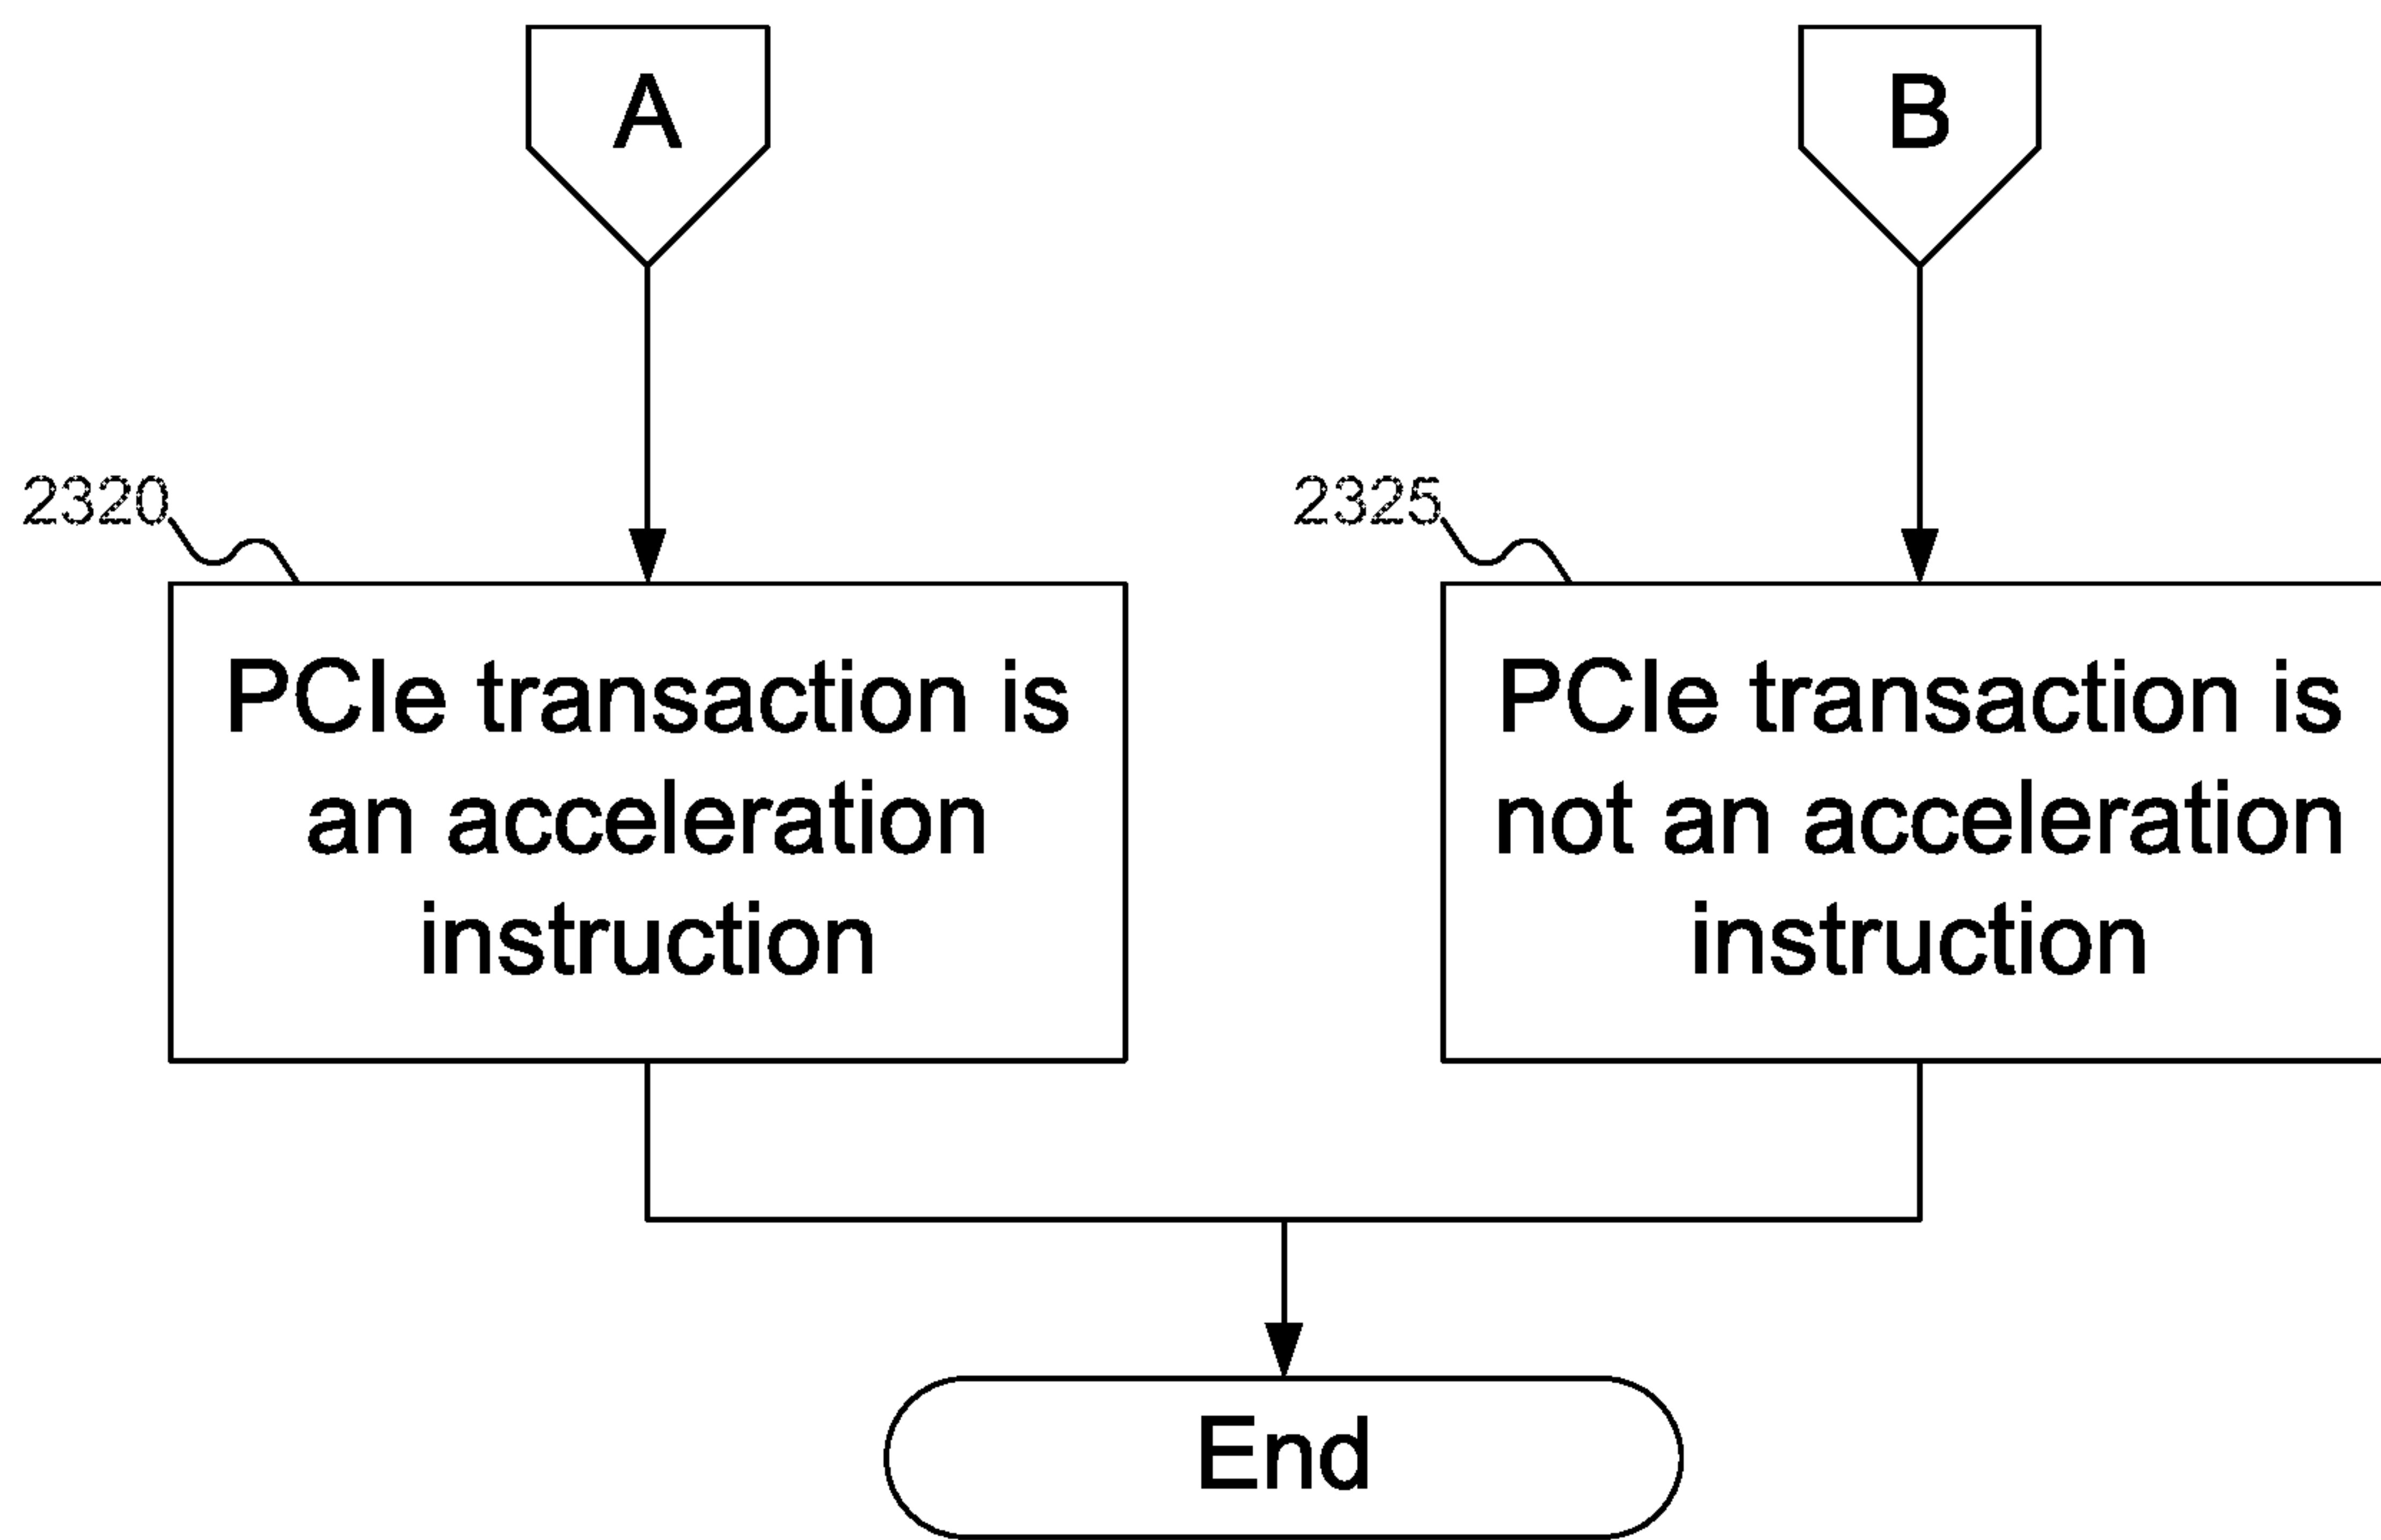 A
B
2320
2325
PCIe transaction is
an acceleration
instruction
PCIe transaction is
not an acceleration
instruction
End